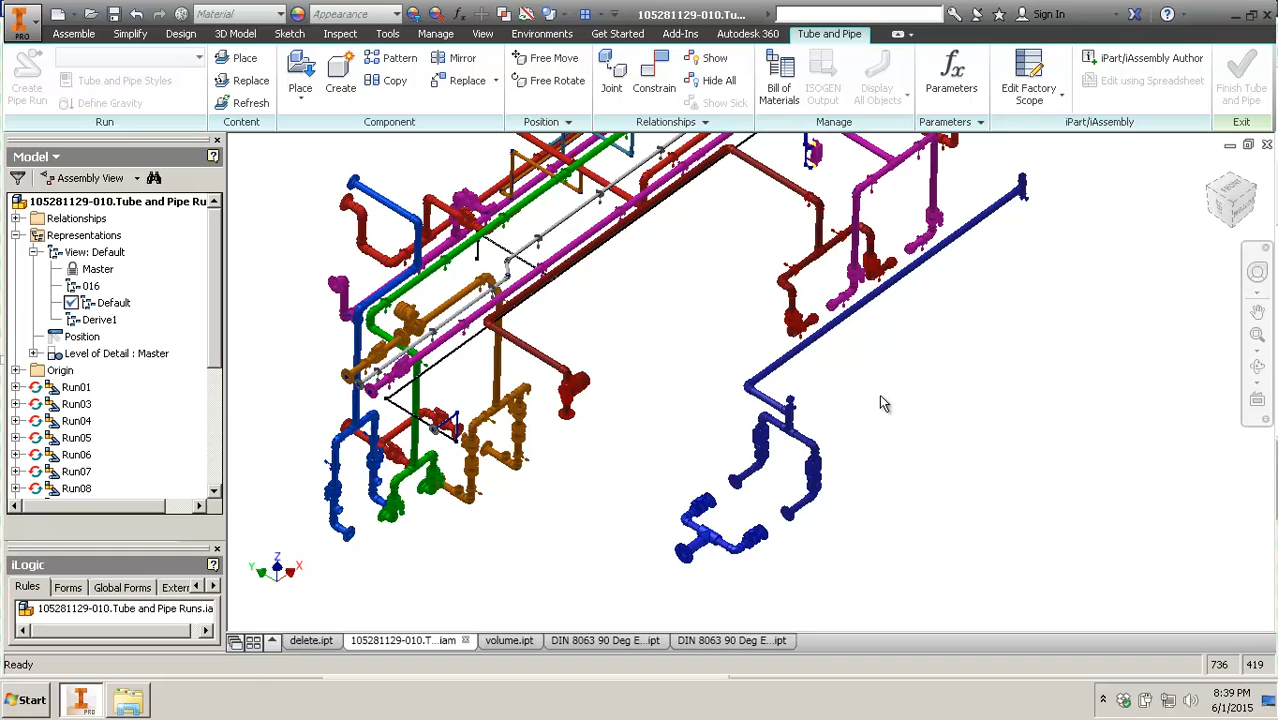 PRO
Material
Appearance
105281129-010.Tu...
Sign In
Assemble Simplify Design 3D Model Sketch Inspect Tools Manage View Environments Get Started Add-Ins Autodesk 360 Tube and Pipe
Create Pipe Run
Tube and Pipe Styles
Define Gravity
Place
Replace
Refresh
Place
Create
Pattern
Copy
Mirror
Replace
Free Move
Free Rotate
Joint
Constrain
Show
Hide All
Show Sick
Bill of Materials
ISOGEN Output
Display All Objects
Parameters
Edit Factory Scope
iPart/iAssembly Author
Edit using Spreadsheet
Finish Tube and Pipe
Run Content Component Position Relationships Manage Parameters iPart/iAssembly Exit
Model
Assembly View
105281129-010.Tube and Pipe Ru
Relationships
Representations
View: Default
Master
016
Default
Derive1
Position
Level of Detail : Master
Origin
Run01
Run03
Run04
Run05
Run06
Run07
Run08
iLogic
Rules Forms Global Forms Exterr
105281129-010.Tube and Pipe Runs.ia
Z
Y
X
delete.ipt 105281129-010.T...iam volume.ipt DIN 8063 90 Deg E...ipt DIN 8063 90 Deg E...ipt
Ready
736 419
Start
PRO
8:39 PM
6/1/2015